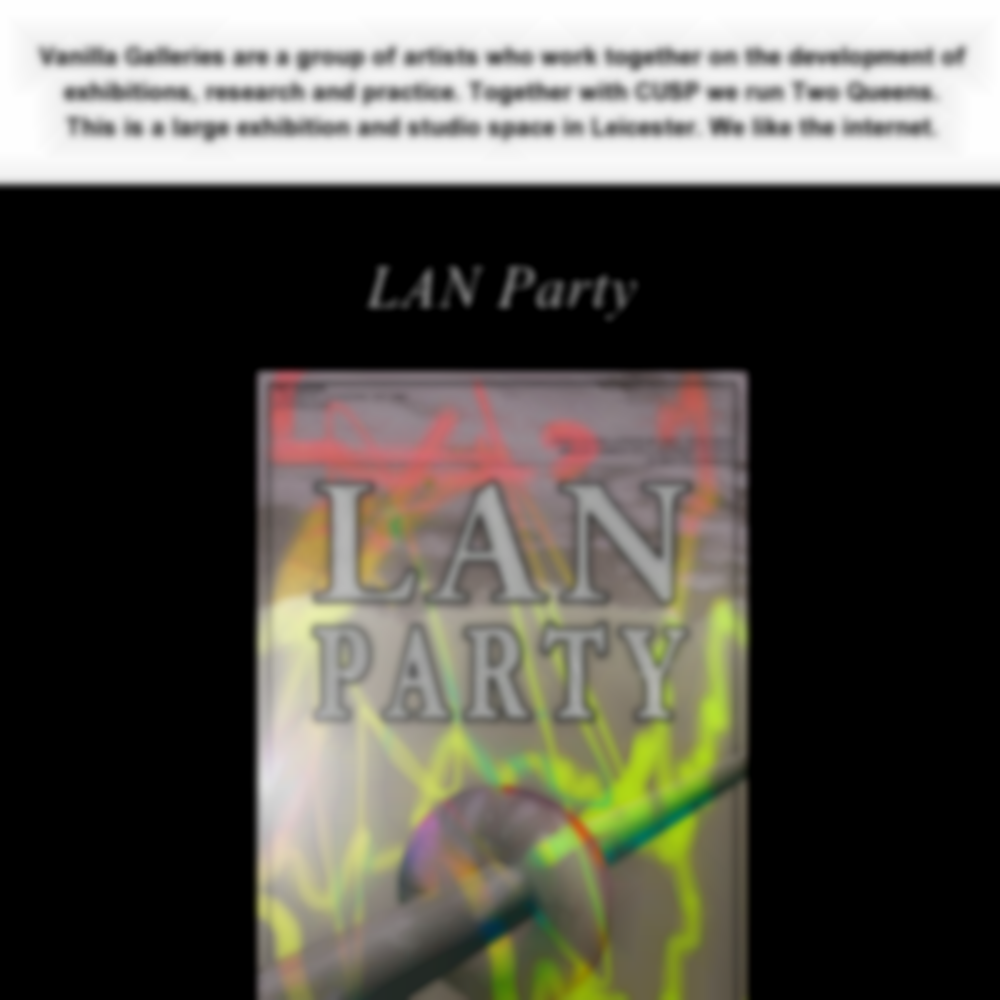 Vanilla Galleries are a group of artists who work together on the development of
exhibitions, research and practice. Together with CUSP we run Two Queens.
This is a large exhibition and studio space in Leicester. We like the internet.
LAN Party
LAN
PARTY